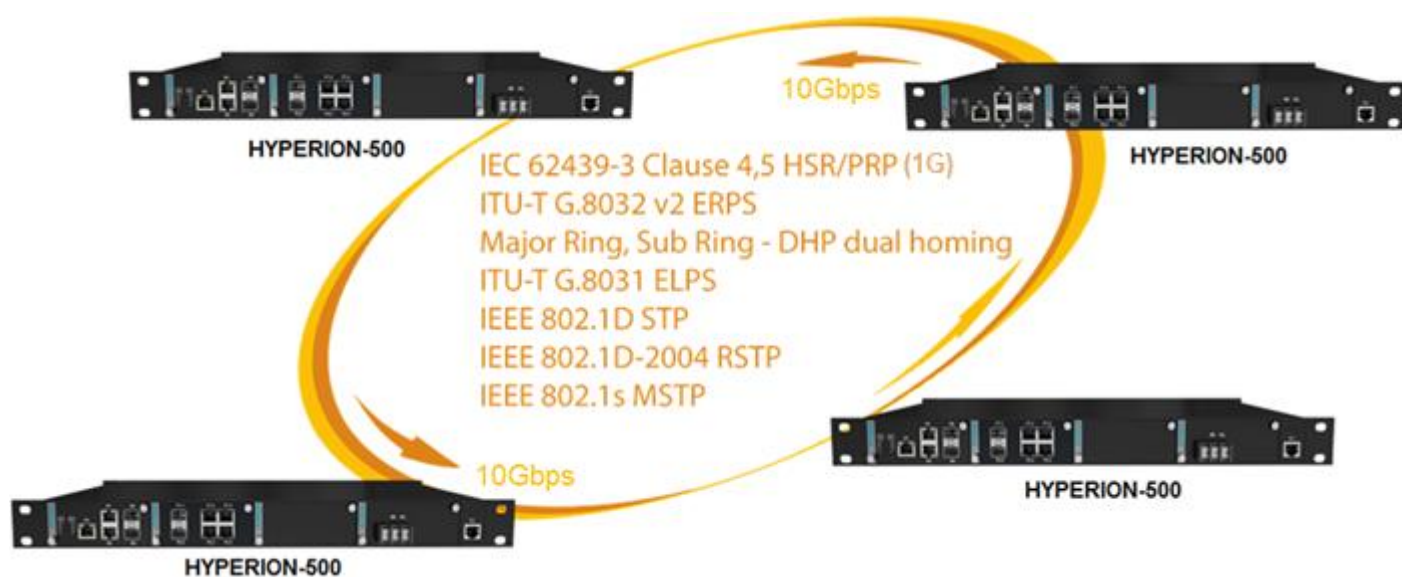 HYPERION-500
10Gbps
HYPERION-500
IEC 62439-3 Clause 4,5 HSR/PRP (1G)
ITU-T G.8032 v2 ERPS
Major Ring, Sub Ring - DHP dual homing
ITU-T G.8031 ELPS
IEEE 802.1D STP
IEEE 802.1D-2004 RSTP
IEEE 802.1s MSTP
10Gbps
HYPERION-500
HYPERION-500